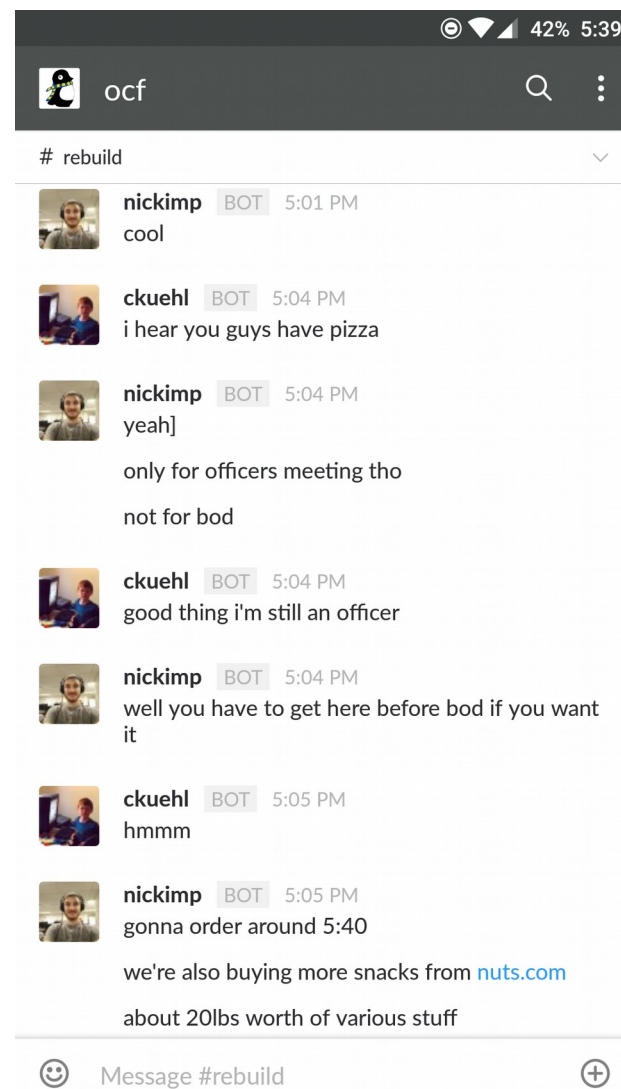 42% 5:39
ocf
# rebuild
nickimp BOT 5:01 PM
cool
ckuehl BOT 5:04 PM
i hear you guys have pizza
nickimp BOT 5:04 PM
yeah]
only for officers meeting tho
not for bod
ckuehl BOT 5:04 PM
good thing i'm still an officer
nickimp BOT 5:04 PM
well you have to get here before bod if you want
it
ckuehl BOT 5:05 PM
hmmm
nickimp BOT 5:05 PM
gonna order around 5:40
we're also buying more snacks from nuts.com
about 20lbs worth of various stuff
Message #rebuild